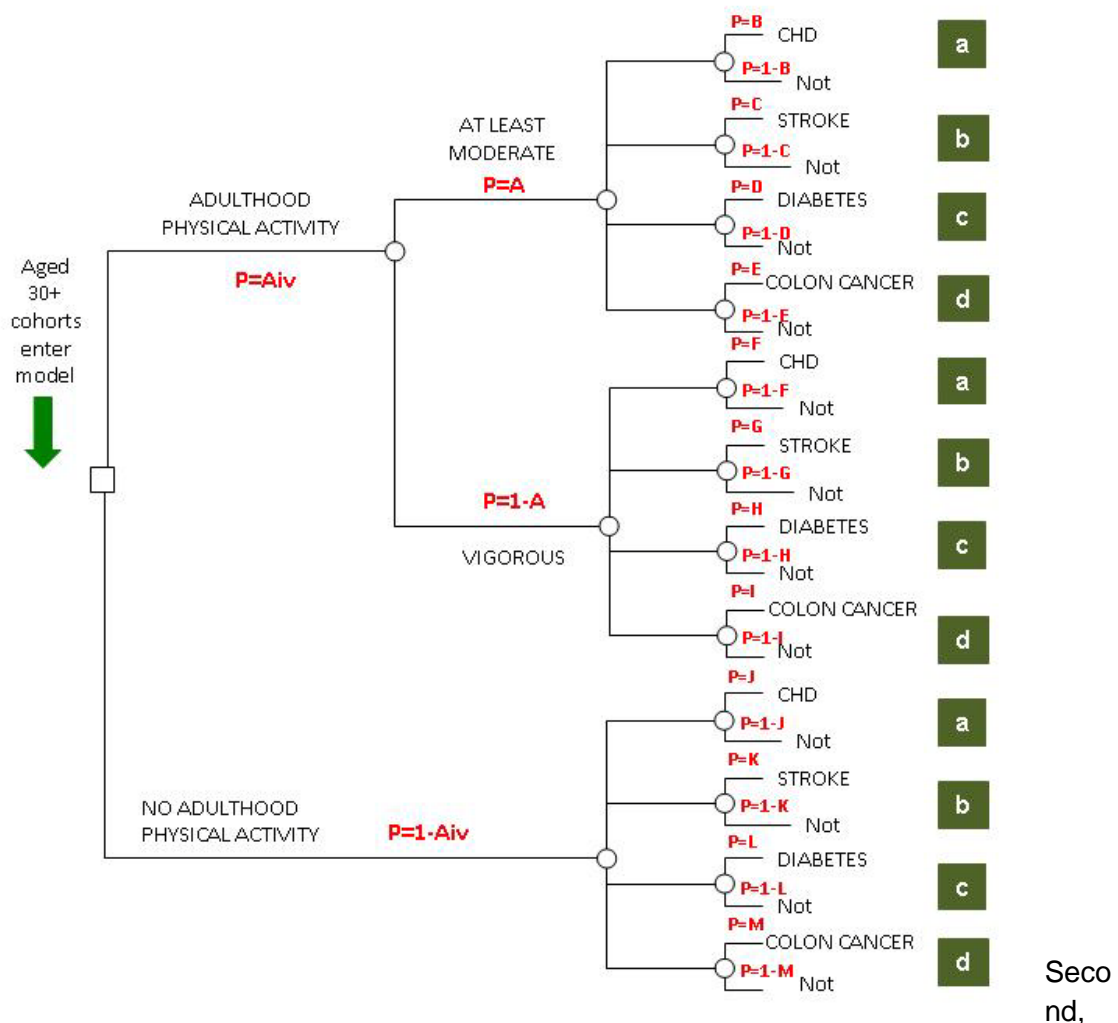 P=B
CHD
a
P=1-B
Not
P=C
STROKE
b
P=1-C
Not
AT LEAST
MODERATE
P=A
P=D
DIABETES
c
P=1-D
Not
ADULTHOOD
PHYSICAL ACTIVITY
P=Aiv
P=E
COLON CANCER
d
P=1-E
Not
Aged
30+
cohorts
enter
model
P=F
CHD
a
P=1-F
Not
P=G
STROKE
b
P=1-G
Not
P=1-A
VIGOROUS
P=H
DIABETES
c
P=1-H
Not
P=I
COLON CANCER
d
P=1-I
Not
P=J
CHD
a
P=1-J
Not
P=K
STROKE
b
P=1-K
Not
NO ADULTHOOD
PHYSICAL ACTIVITY
P=1-Aiv
P=L
DIABETES
c
P=1-L
Not
P=M
COLON CANCER
d
P=1-M
Not
Seco
nd,